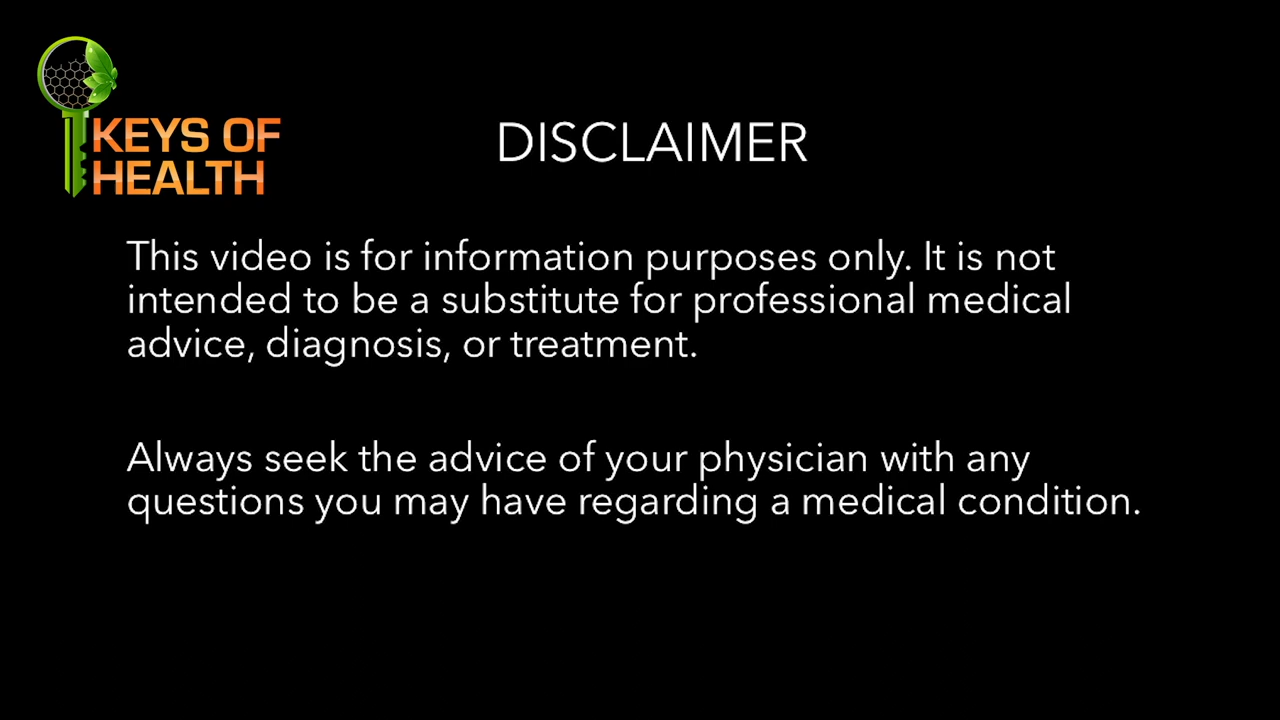 KEYS OF
HEALTH
DISCLAIMER
This video is for information purposes only. It is not
intended to be a substitute for professional medical
advice, diagnosis, or treatment.
Always seek the advice of your physician with any
questions you may have regarding a medical condition.